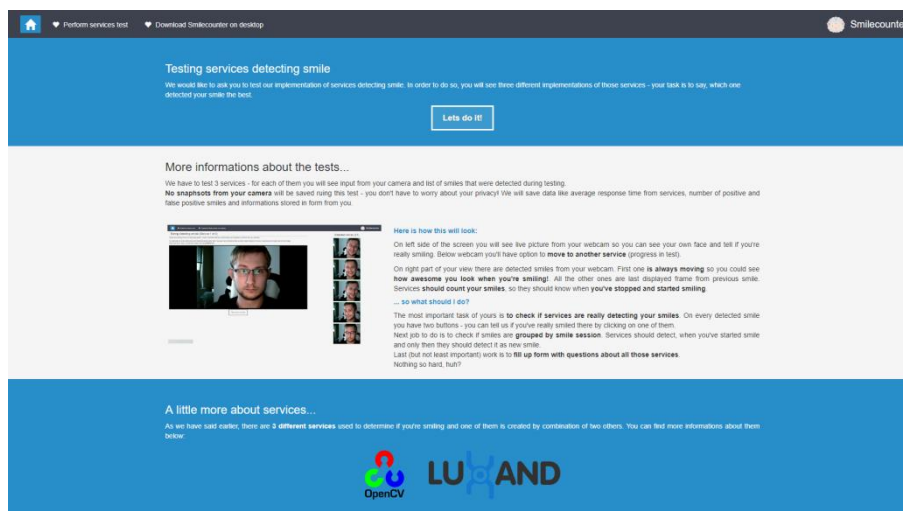 Perform services test
Download Smilecounter on desktop
Smilecounte
Testing services detecting smile
We would like to ask you to test our implementation of services detecting smile. In order to do so, you will see three different implementations of those services - your task is to say, which one
detected your smile the best.
Lets do it!
More informations about the tests...
We have to test 3 services - for each of them you will see input from your camera and list of smiles that were detected during testing.
No snaphsots from your camera will be saved ruing this test - you don't have to worry about your privacy! We will save data like average response time from services, number of positive and
false positive smiles and informations stored in form from you.
Here is how this will look:
On left side of the screen you will see live picture from your webcam so you can see your own face and tell if you're
really smiling. Below webcam you'll have option to move to another service (progress in test).
On right part of your view there are detected smiles from your webcam. First one is always moving so you could see
how awesome you look when you're smiling!. All the other ones are last displayed frame from previous smile.
Services should count your smiles, so they should know when you've stopped and started smiling.
... so what should I do?
The most important task of yours is to check if services are really detecting your smiles. On every detected smile
you have two buttons - you can tell us if you've really smiled there by clicking on one of them.
Next job to do is to check if smiles are grouped by smile session. Services should detect, when you've started smile
and only then they should detect it as new smile.
Last (but not least important) work is to fill up form with questions about all those services.
Nothing so hard, huh?
A little more about services...
As we have said earlier, there are 3 different services used to determine if you're smiling and one of them is created by combination of two others. You can find more informations about them
below:
OpenCV
LUXAND